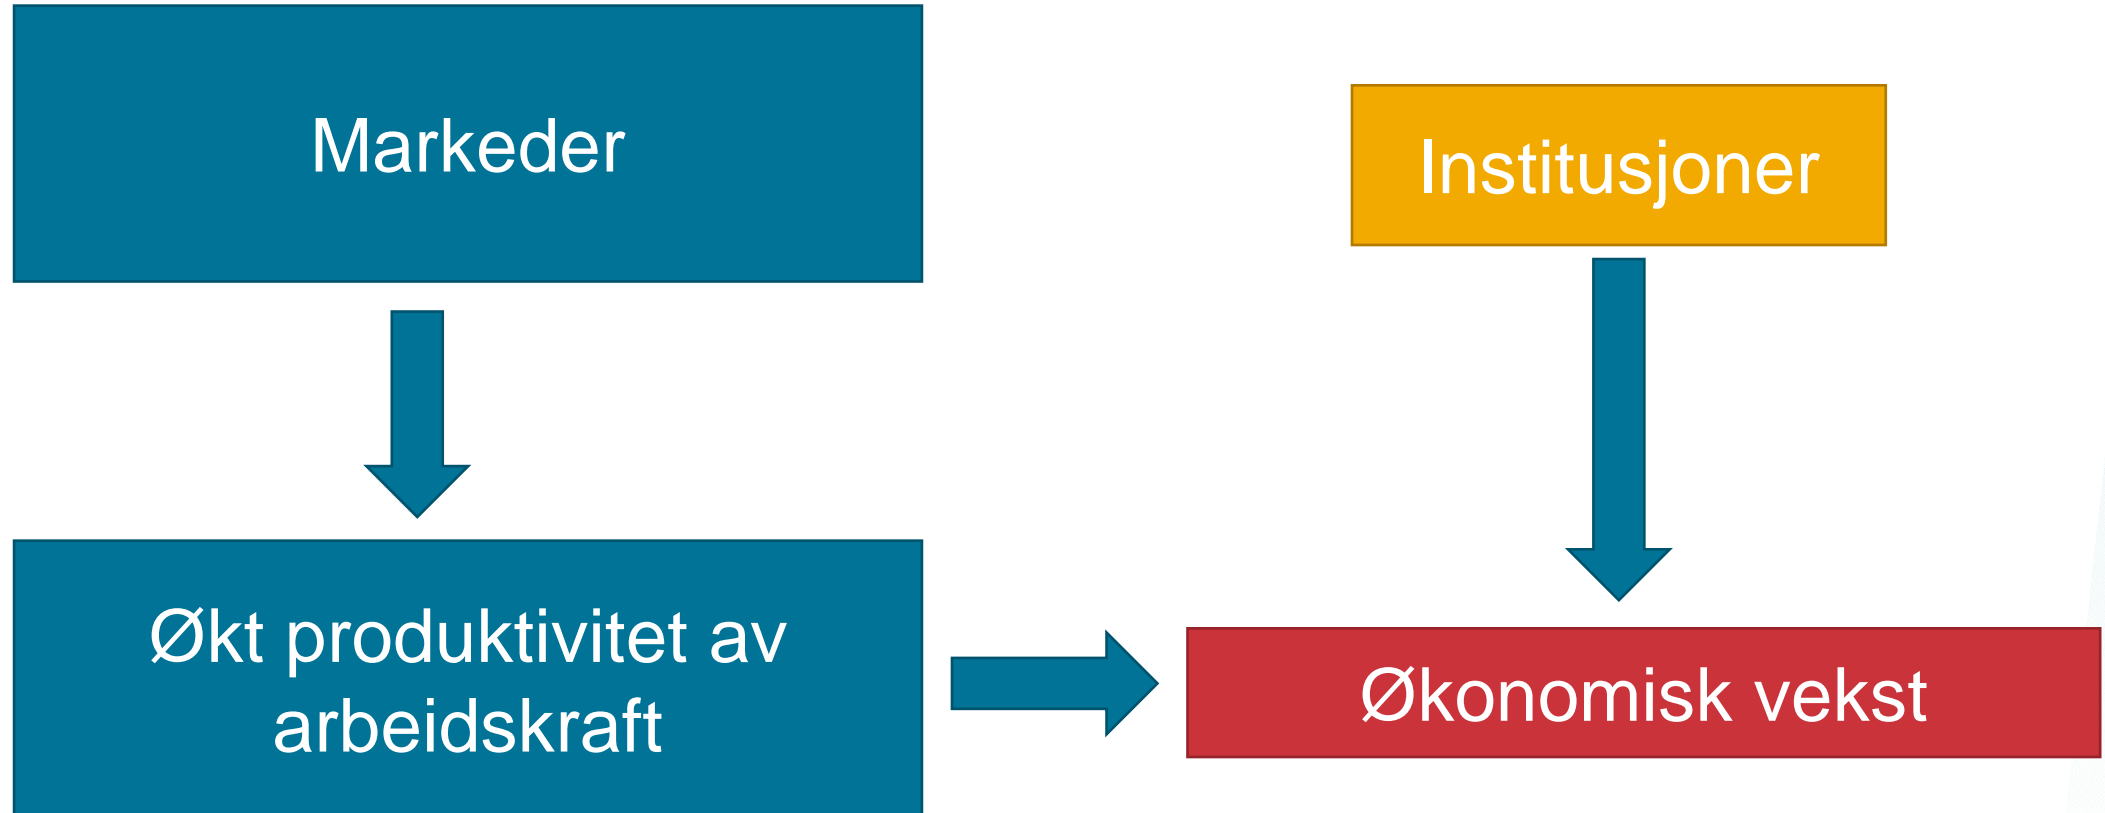 Markeder
Institusjoner
Økt produktivitet av
arbeidskraft
Økonomisk vekst